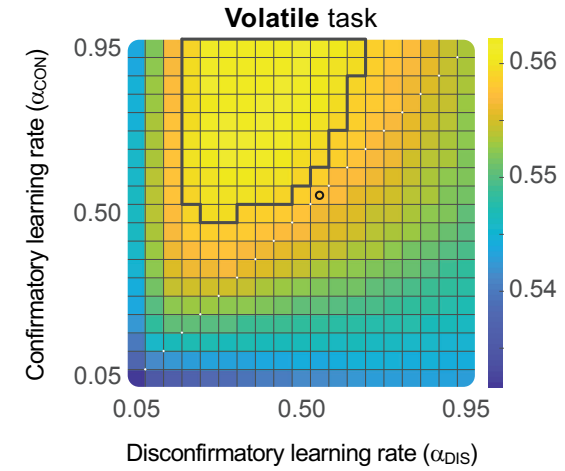 Volatile task
Confirmatory learning rate (αCON)
0.95
0.50
0.05
0.05 0.50 0.95
Disconfirmatory learning rate (αDIS)
0.56
0.55
0.54